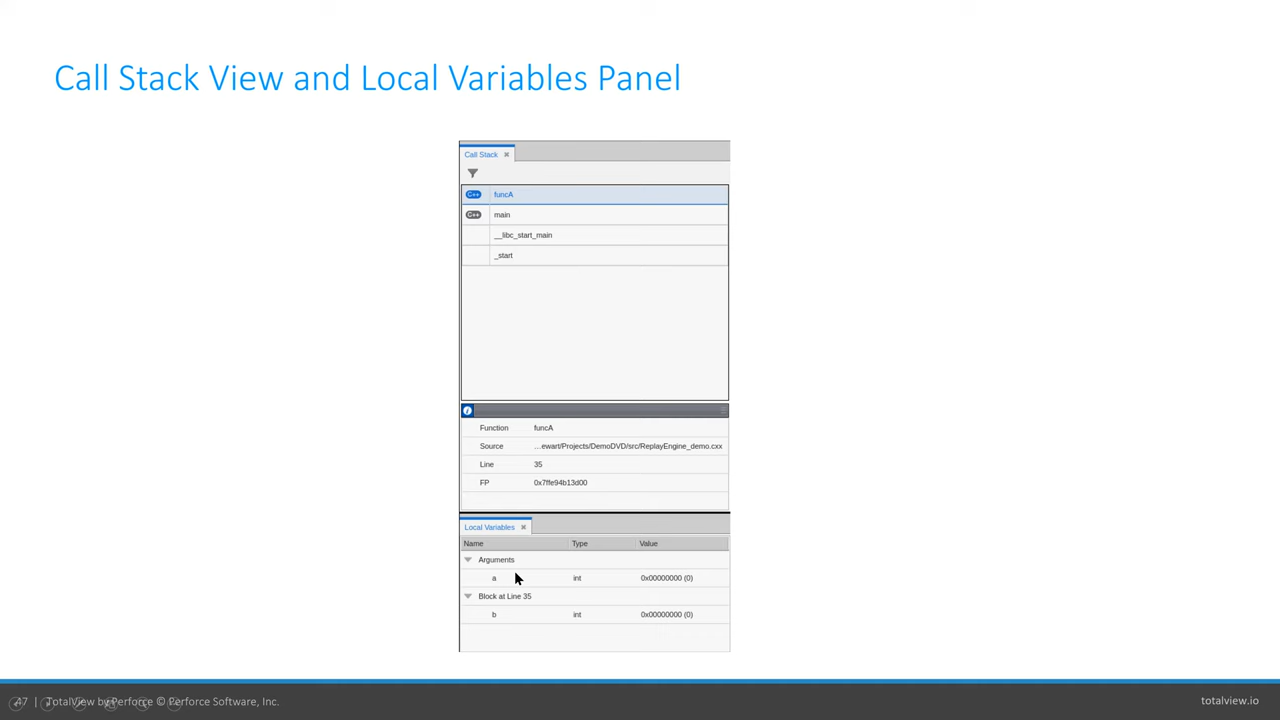 Call Stack View and Local Variables Panel
Call Stack
C++ funcA
C++ main
__libc_start_main
_start
Function funcA
Source ...ewart/Projects/DemoDVD/src/ReplayEngine_demo.cxx
Line 35
FP 0x7ffe94b13d00
Local Variables
Name Type Value
Arguments
a int 0x00000000 (0)
Block at Line 35
b int 0x00000000 (0)
47 | TotalView by Perforce © Perforce Software, Inc.
totalview.io